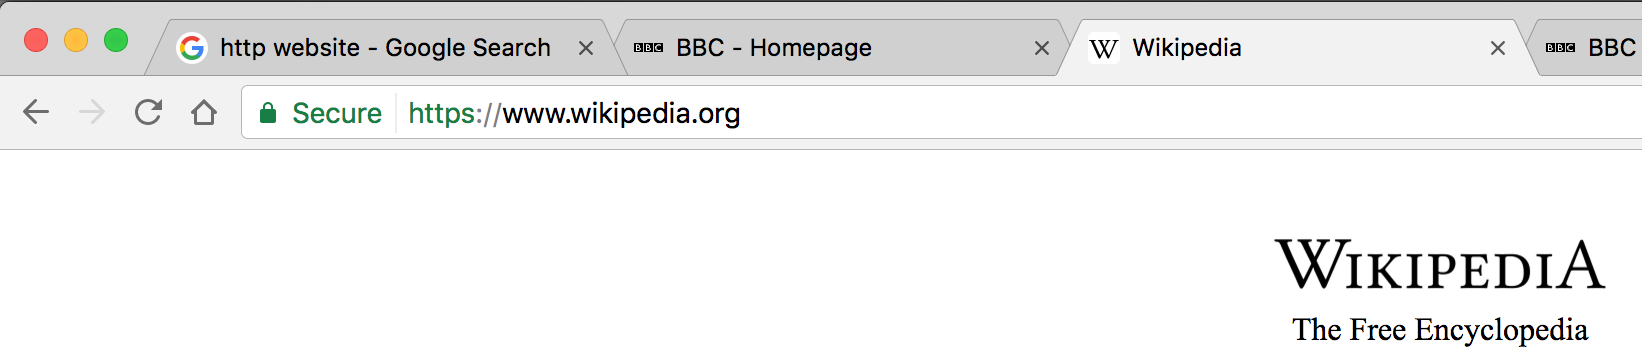 http website - Google Search BBC BBC - Homepage W Wikipedia BBC BBC
Secure https://www.wikipedia.org
WIKIPEDIA
The Free Encyclopedia